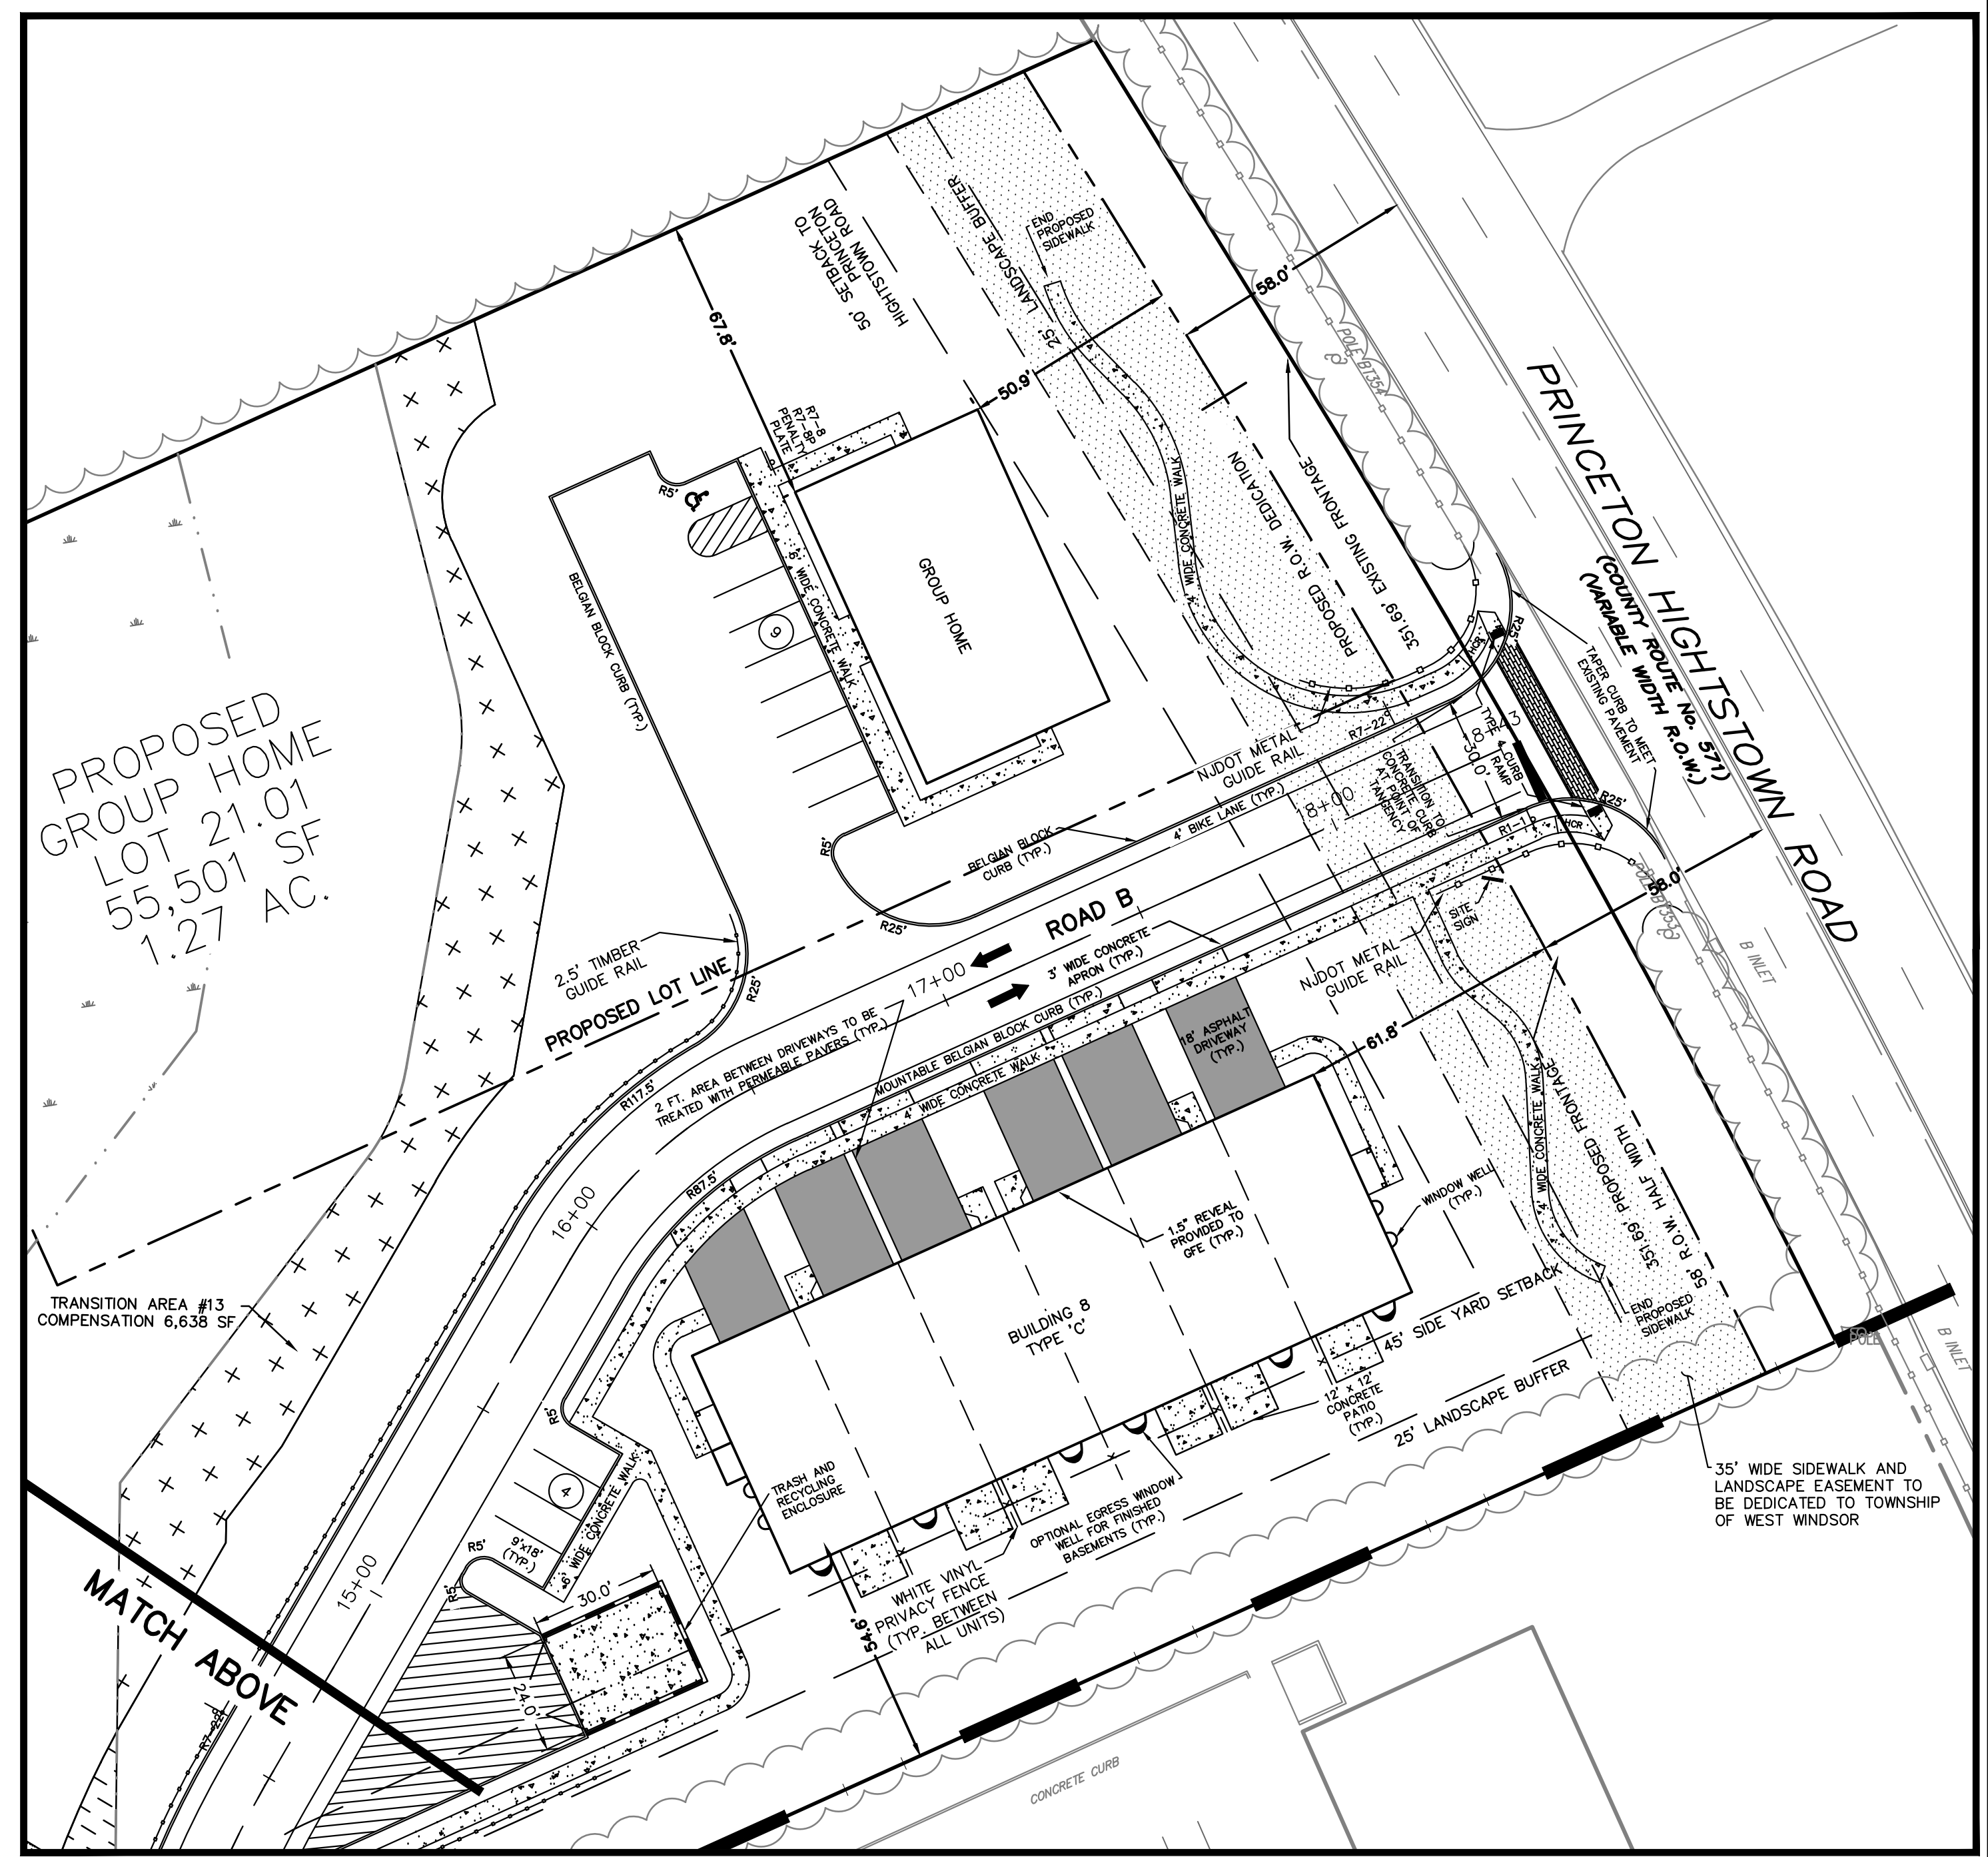 50' SETBACK TO
PRINCETON
HIGHTSTOWN ROAD
25' LANDSCAPE BUFFER
END
PROPOSED
SIDEWALK
58.0'
67.8'
50.9'
POLE BT354
PRINCETON HIGHTSTOWN ROAD
(COUNTY ROUTE No. 571)
(VARIABLE WIDTH R.O.W.)
R7-8
R7-8P
PENALTY
PLATE
R5'
6' WIDE CONCRETE WALK
GROUP HOME
9
BELGIAN BLOCK CURB (TYP.)
4' WIDE CONCRETE WALK
PROPOSED R.O.W. DEDICATION
351.69' EXISTING FRONTAGE
HCR
R25'
TAPER CURB TO MEET
EXISTING PAVEMENT
PROPOSED
GROUP HOME
LOT 21.01
55,501 SF
1.27 AC.
NJDOT METAL
GUIDE RAIL
R7-22
TYPE 4 CURB
RAMP
18+43
30.0'
TRANSITION TO
CONCRETE CURB
AT POINT OF
TANGENCY
18+00
4' BIKE LANE (TYP.)
BELGIAN BLOCK
CURB (TYP.)
R5'
R25'
R1-1
HCR
R25'
58.0'
POLE BT353
B INLET
SITE
SIGN
ROAD B
3' WIDE CONCRETE
APRON (TYP.)
17+00
2.5' TIMBER
GUIDE RAIL
PROPOSED LOT LINE
R25'
NJDOT METAL
GUIDE RAIL
2 FT. AREA BETWEEN DRIVEWAYS TO BE
TREATED WITH PERMEABLE PAVERS (TYP.)
MOUNTABLE BELGIAN BLOCK CURB (TYP.)
4' WIDE CONCRETE WALK
18' ASPHALT
DRIVEWAY
(TYP.)
61.8'
R117.5'
R87.5'
16+00
WINDOW WELL
(TYP.)
1.5" REVEAL
PROVIDED TO
GFE (TYP.)
4' WIDE CONCRETE WALK
351.69' PROPOSED FRONTAGE
58' R.O.W. HALF WIDTH
END
PROPOSED
SIDEWALK
TRANSITION AREA #13
COMPENSATION 6,638 SF
BUILDING 8
TYPE 'C'
45' SIDE YARD SETBACK
25' LANDSCAPE BUFFER
12' x 12'
CONCRETE
PATIO
(TYP.)
POLE
B INLET
35' WIDE SIDEWALK AND
LANDSCAPE EASEMENT TO
BE DEDICATED TO TOWNSHIP
OF WEST WINDSOR
R5'
4
TRASH AND
RECYCLING
ENCLOSURE
OPTIONAL EGRESS WINDOW
WELL FOR FINISHED
BASEMENTS (TYP.)
WHITE VINYL
PRIVACY FENCE
(TYP. BETWEEN
ALL UNITS)
54.6'
9'x18'
(TYP.)
6' WIDE CONCRETE WALK
R5'
R5'
30.0'
24.0'
15+00
MATCH ABOVE
R7-22
CONCRETE CURB